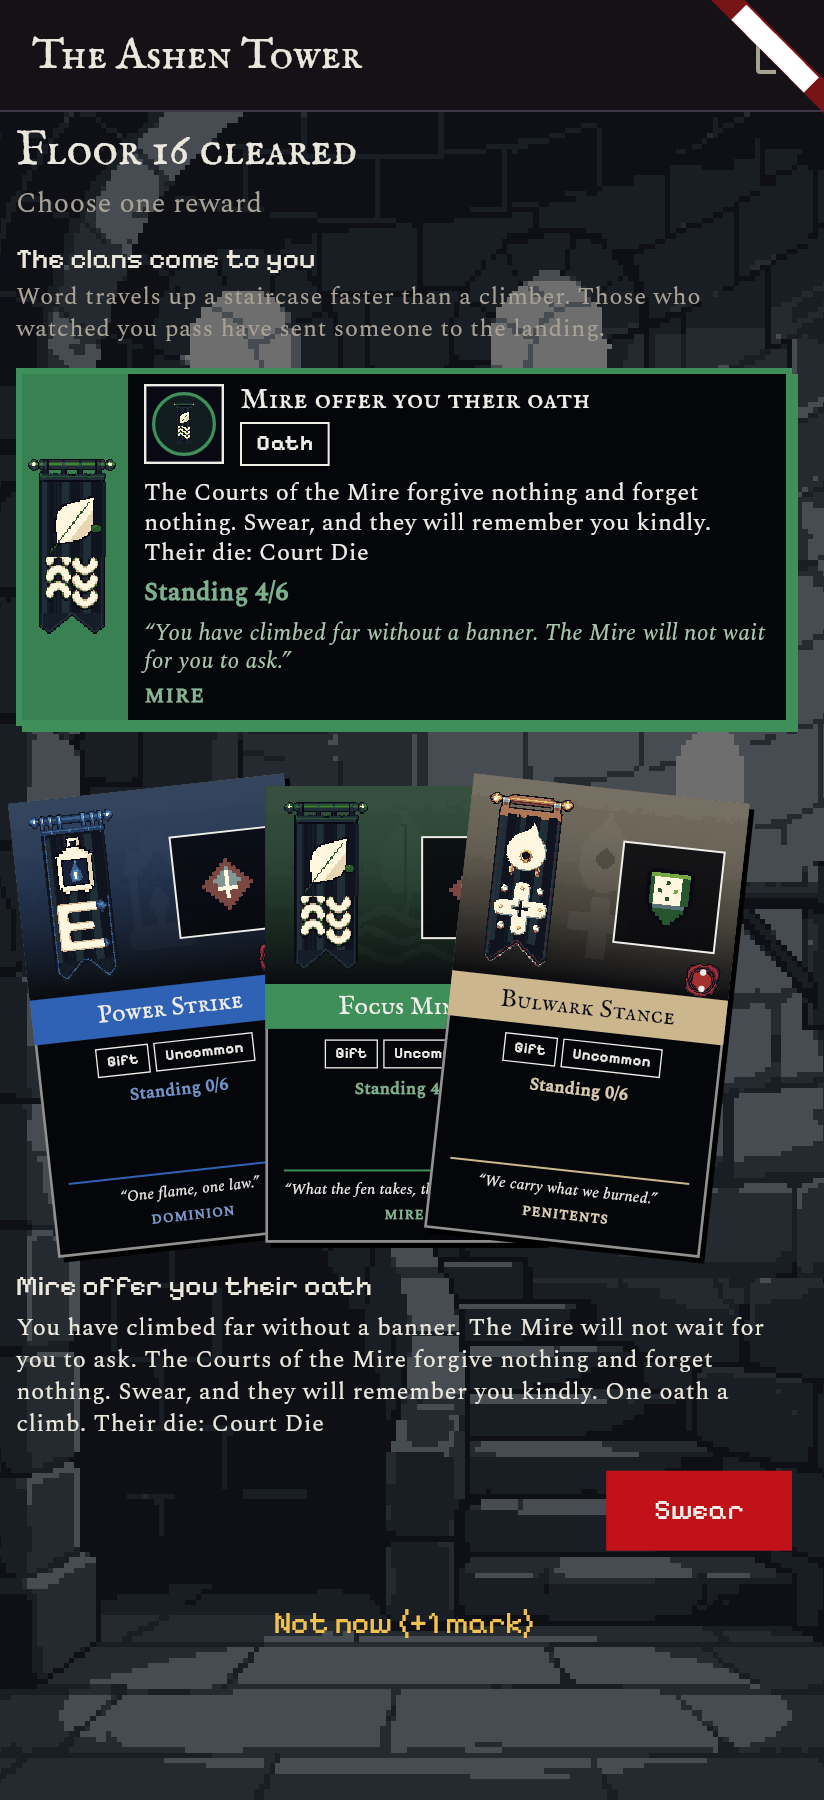 The Ashen Tower
Floor 16 cleared
Choose one reward
The clans come to you
Word travels up a staircase faster than a climber. Those who
watched you pass have sent someone to the landing.
Mire offer you their oath
Oath
The Courts of the Mire forgive nothing and forget
nothing. Swear, and they will remember you kindly.
Their die: Court Die
Standing 4/6
“You have climbed far without a banner. The Mire will not wait
for you to ask.”
MIRE
E
Power Strike
Gift
Uncommon
Standing 0/6
“One flame, one law.”
DOMINION
Focus
Gift
Standing
“What the fen takes,
MIRE
Bulwark Stance
Gift
Uncommon
Standing 0/6
“We carry what we burned.”
PENITENTS
Mire offer you their oath
You have climbed far without a banner. The Mire will not wait for
you to ask. The Courts of the Mire forgive nothing and forget
nothing. Swear, and they will remember you kindly. One oath a
climb. Their die: Court Die
Swear
Not now (+1 mark)